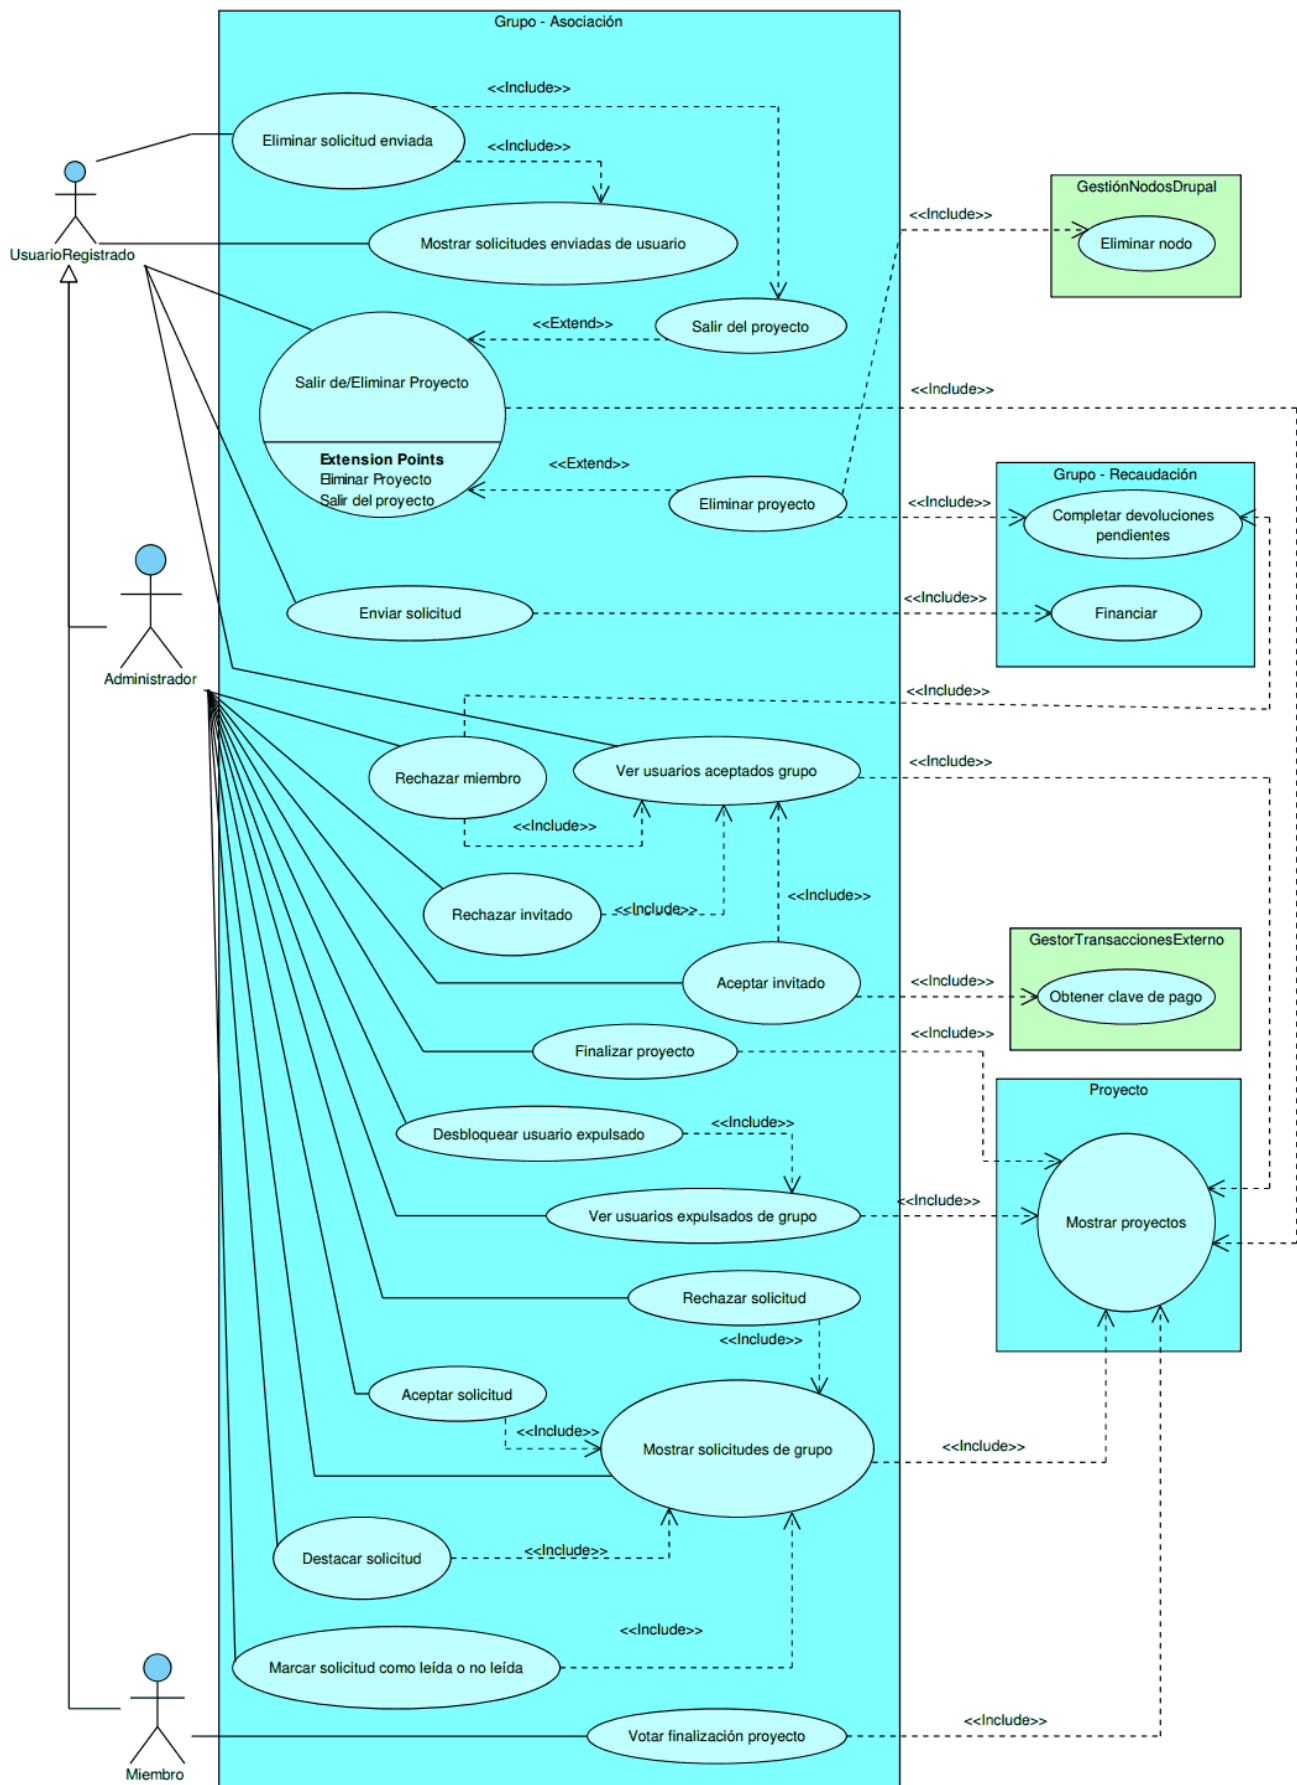 Grupo - Asociación
<<Include>>
Eliminar solicitud enviada
<<Include>>
UsuarioRegistrado
Mostrar solicitudes enviadas de usuario
GestiónNodosDrupal
<<Include>>
Eliminar nodo
<<Extend>>
Salir del proyecto
Salir de/Eliminar Proyecto
<<Include>>
Extension Points
Eliminar Proyecto
Salir del proyecto
<<Extend>>
Eliminar proyecto
<<Include>>
Grupo - Recaudación
Completar devoluciones
pendientes
Enviar solicitud
<<Include>>
Financiar
Administrador
<<Include>>
Rechazar miembro
Ver usuarios aceptados grupo
<<Include>>
<<Include>>
Rechazar invitado
<<Include>>
<<Include>>
GestorTransaccionesExterno
Aceptar invitado
<<Include>>
Obtener clave de pago
Finalizar proyecto
<<Include>>
Proyecto
Desbloquear usuario expulsado
<<Include>>
Ver usuarios expulsados de grupo
<<Include>>
Mostrar proyectos
Rechazar solicitud
<<Include>>
Aceptar solicitud
<<Include>>
Mostrar solicitudes de grupo
<<Include>>
Destacar solicitud
<<Include>>
<<Include>>
Marcar solicitud como leída o no leída
Votar finalización proyecto
<<Include>>
Miembro